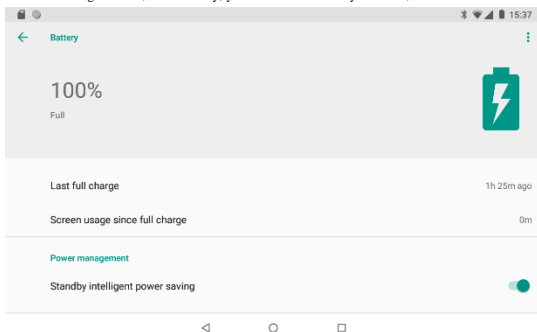 15:37
Battery
100%
Full
Last full charge 1h 25m ago
Screen usage since full charge 0m
Power management
Standby intelligent power saving